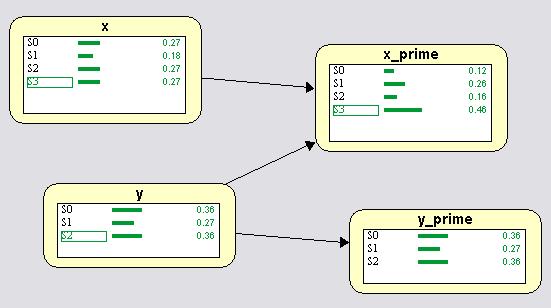 x
S0 0.27
S1 0.18
S2 0.27
S3 0.27
x_prime
S0 0.12
S1 0.26
S2 0.16
S3 0.46
y
S0 0.36
S1 0.27
S2 0.36
y_prime
S0 0.36
S1 0.27
S2 0.36